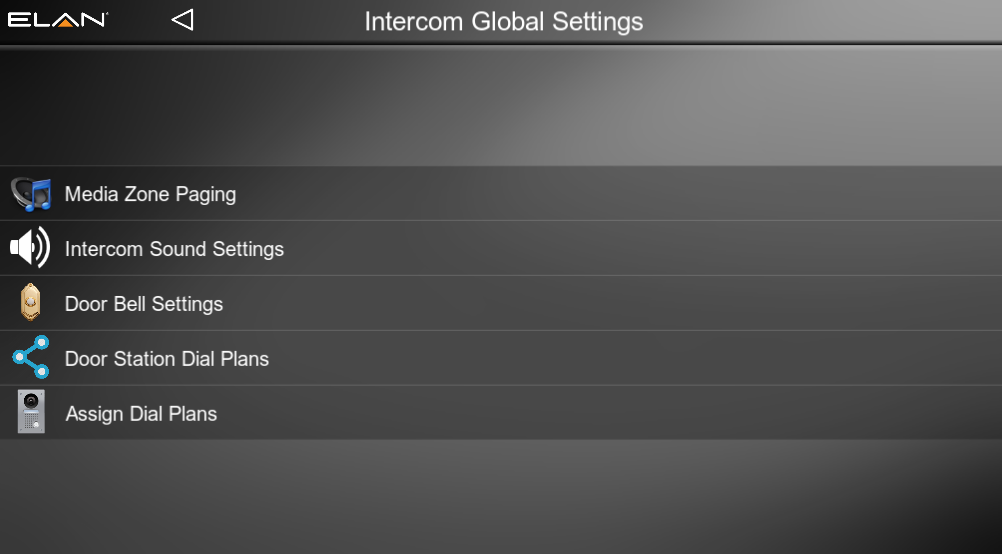 ELAN
Intercom Global Settings
Media Zone Paging
Intercom Sound Settings
Door Bell Settings
Door Station Dial Plans
Assign Dial Plans